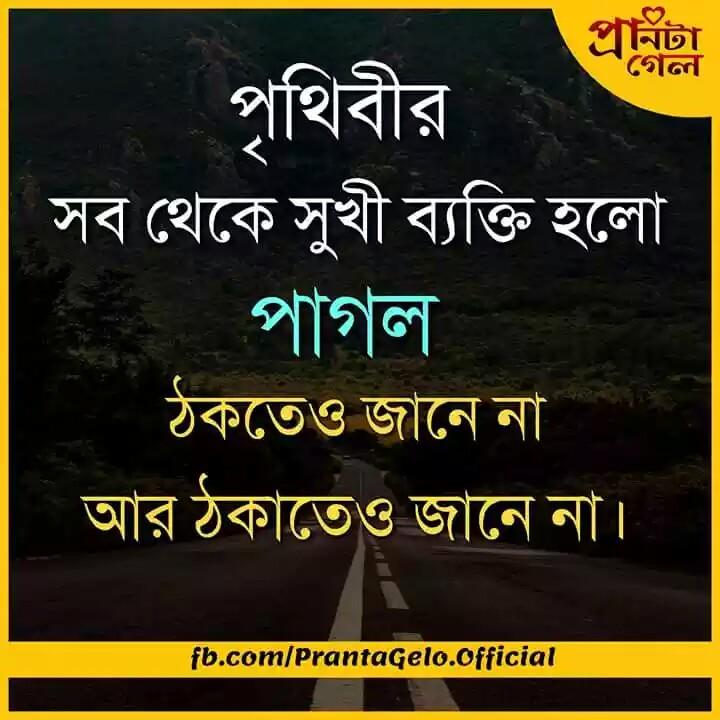 প্রানটা
গেল
পৃথিবীর
সব থেকে সুখী ব্যক্তি হলো
পাগল
ঠকতেও জানে না
আর ঠকাতেও জানে না।
fb.com/PrantaGelo.Official